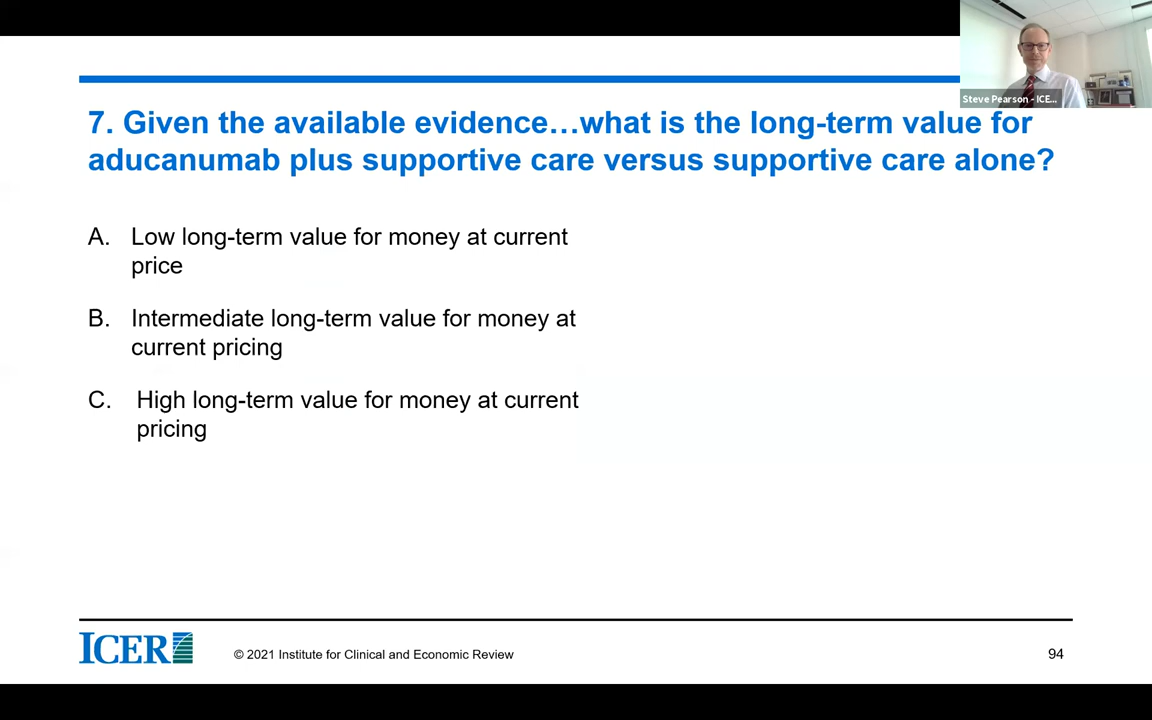 Steve Pearson - ICE...
7. Given the available evidence…what is the long-term value for
aducanumab plus supportive care versus supportive care alone?
A. Low long-term value for money at current
price
B. Intermediate long-term value for money at
current pricing
C. High long-term value for money at current
pricing
ICER
© 2021 Institute for Clinical and Economic Review
94